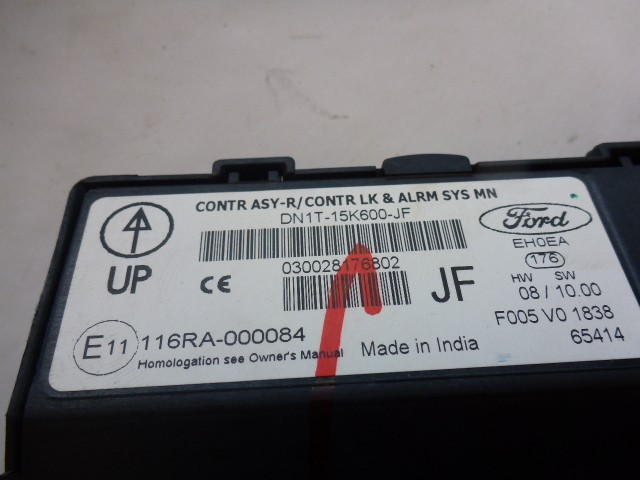 CONTR ASY-R/CONTR LK & ALRM SYS MN
DN1T-15K600-JF
Ford
EH0EA
176
HW SW
08 / 10.00
F005 V0 1838
65414
UP
CE
030028176802
JF
E11 116RA-000084
Homologation see Owner's Manual
Made in India